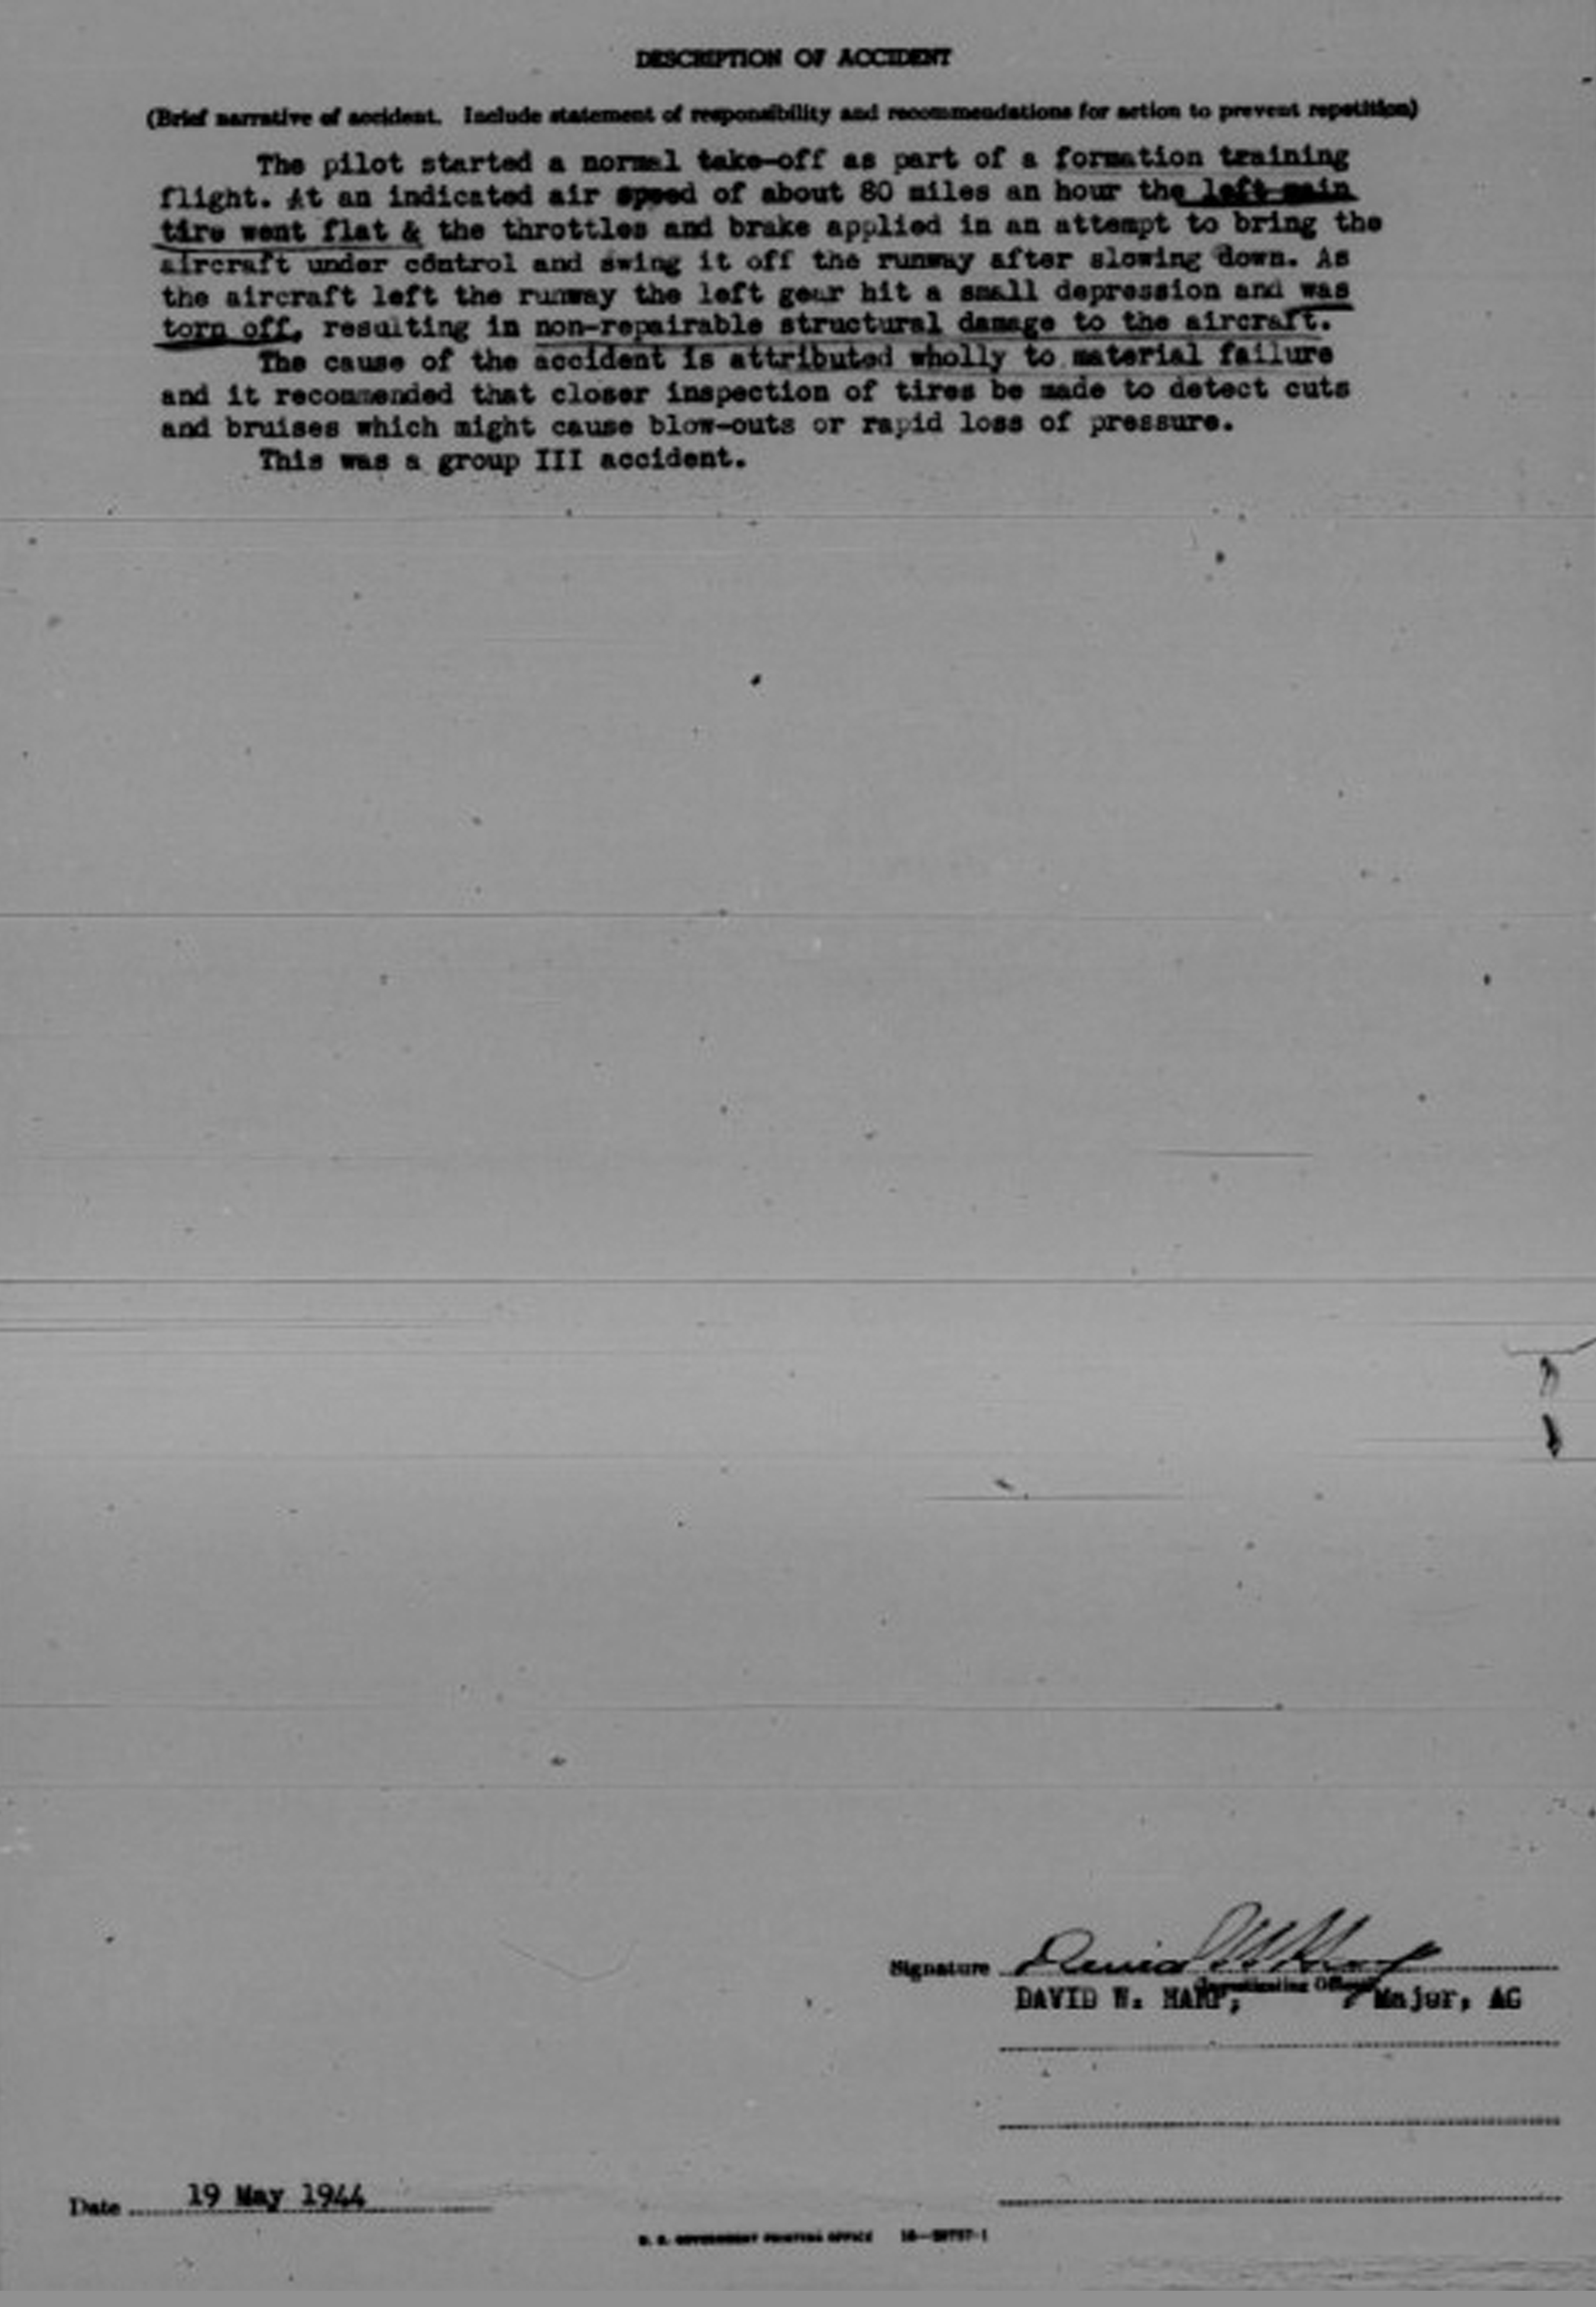 DESCRIPTION OF ACCIDENT
(Brief narrative of accident. Include statement of responsibility and recommendations for action to prevent repetition)
The pilot started a normal take-off as part of a formation training
flight. At an indicated air speed of about 80 miles an hour the left main
tire went flat & the throttles and brake applied in an attempt to bring the
aircraft under control and swing it off the runway after slowing down. As
the aircraft left the runway the left gear hit a small depression and was
torn off, resulting in non-repairable structural damage to the aircraft.
The cause of the accident is attributed wholly to material failure
and it recommended that closer inspection of tires be made to detect cuts
and bruises which might cause blow-outs or rapid loss of pressure.
This was a group III accident.
Signature
(Investigating Officer)
DAVID W. HARP, Major, AC
Date 19 May 1944
U. S. GOVERNMENT PRINTING OFFICE